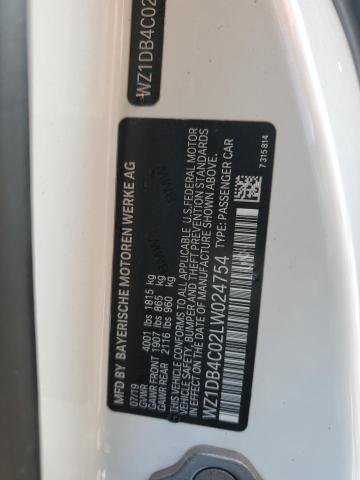 WZ1DB4C02
MFD BY BAYERISCHE MOTOREN WERKE AG
07/19
GVWR 4001 lbs 1815 kg
GAWR FRONT 1907 lbs 865 kg
GAWR REAR 2116 lbs 960 kg
THIS VEHICLE CONFORMS TO ALL APPLICABLE U.S.FEDERAL MOTOR
VEHICLE SAFETY, BUMPER AND THEFT PREVENTION STANDARDS
IN EFFECT ON THE DATE OF MANUFACTURE SHOWN ABOVE.
WZ1DB4C02LW024754 TYPE: PASSENGER CAR
7 315 814